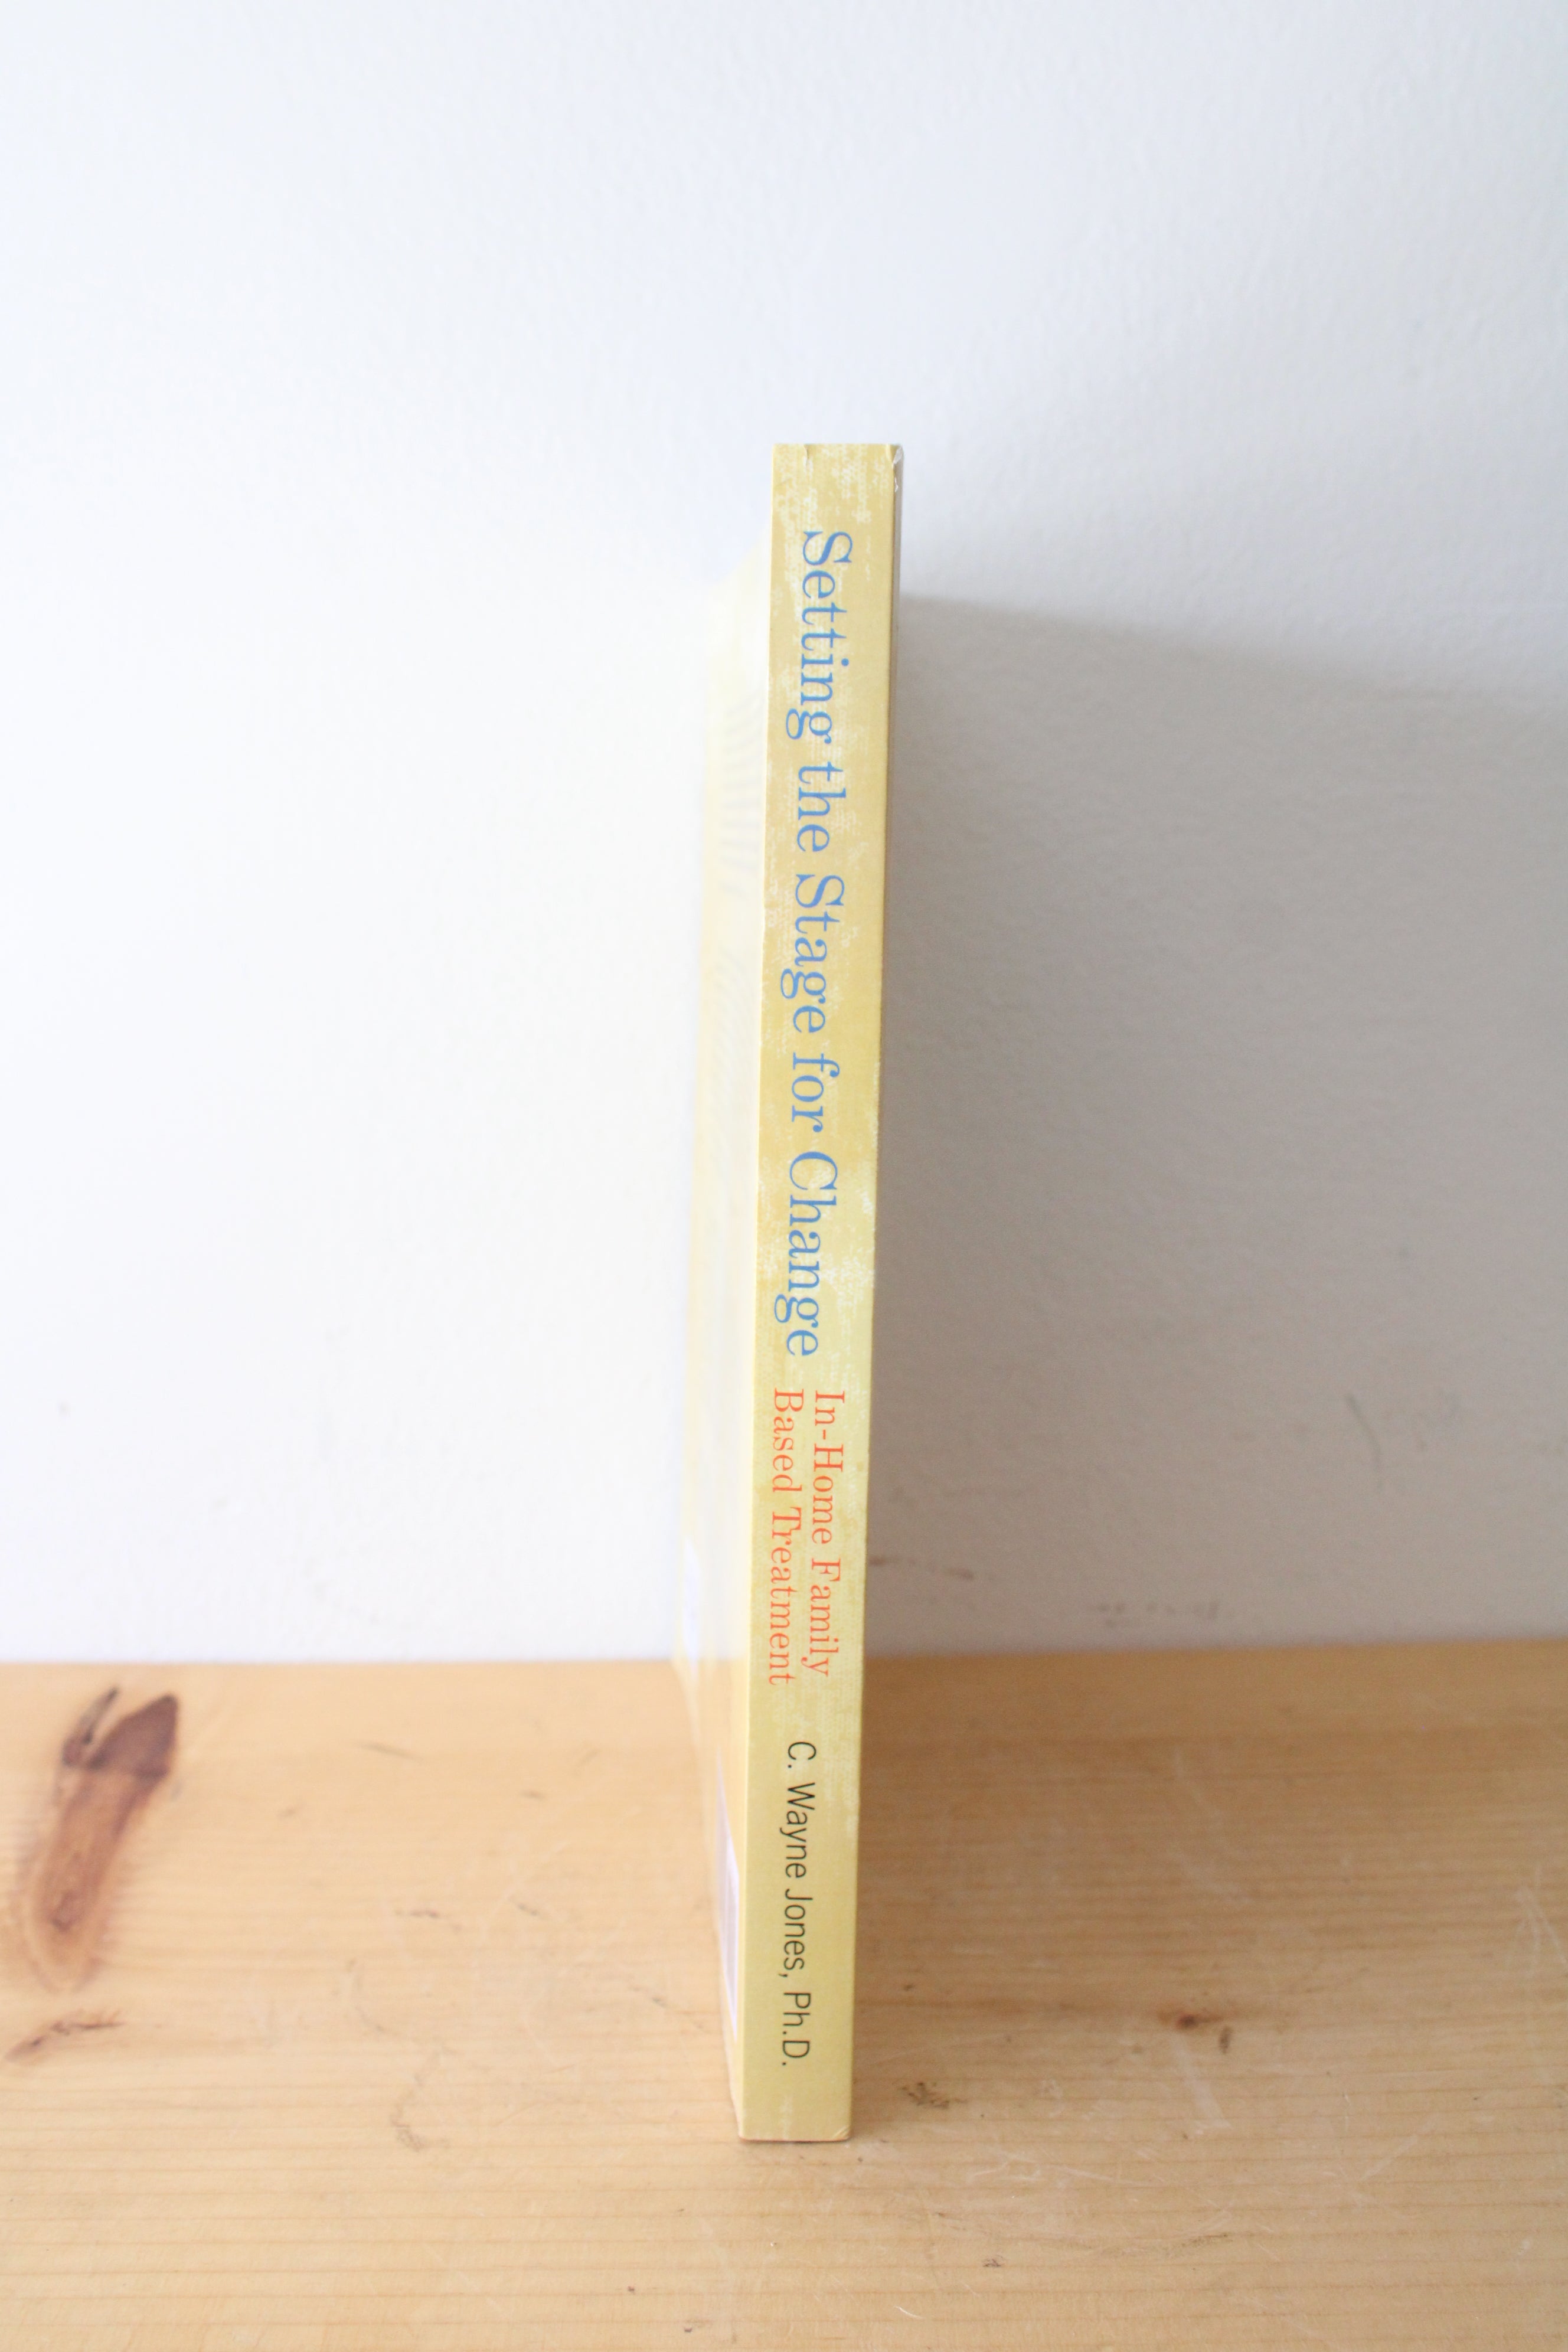 Setting the Stage for Change
In-Home Family
Based Treatment
C. Wayne Jones, Ph.D.